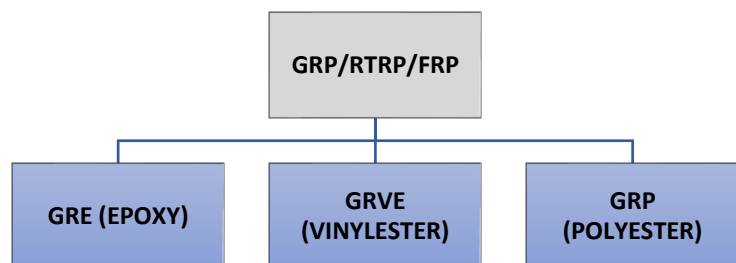 GRP/RTRP/FRP
GRE (EPOXY)
GRVE
(VINYLESTER)
GRP
(POLYESTER)